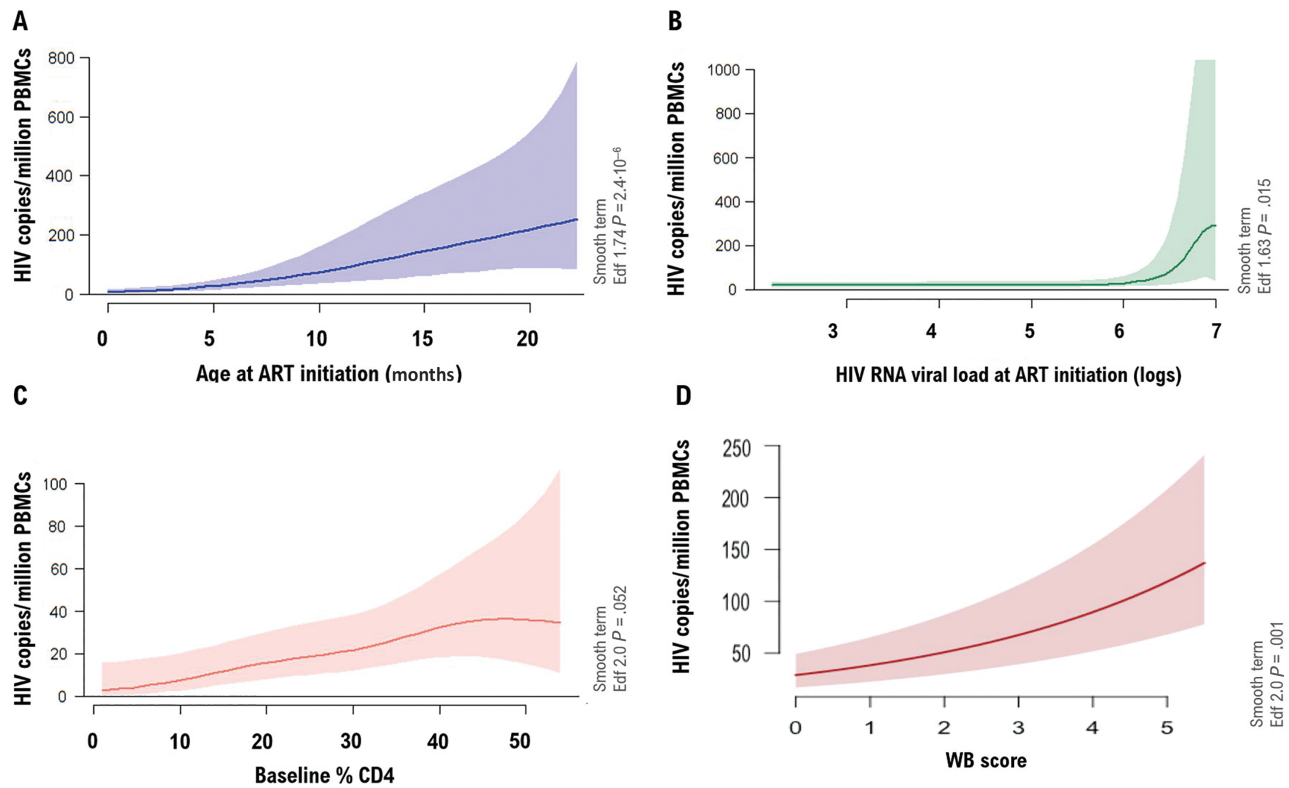 A
HIV copies/million PBMCs
800
600
400
200
0
0 5 10 15 20
Age at ART initiation (months)
Smooth term
Edf 1.74 P = 2.4·10⁻⁶
B
HIV copies/million PBMCs
1000
800
600
400
200
0
3 4 5 6 7
HIV RNA viral load at ART initiation (logs)
Smooth term
Edf 1.63 P = .015
C
HIV copies/million PBMCs
100
80
60
40
20
0
0 10 20 30 40 50
Baseline % CD4
Smooth term
Edf 2.0 P = .052
D
HIV copies/million PBMCs
250
200
150
100
50
0 1 2 3 4 5
WB score
Smooth term
Edf 2.0 P = .001